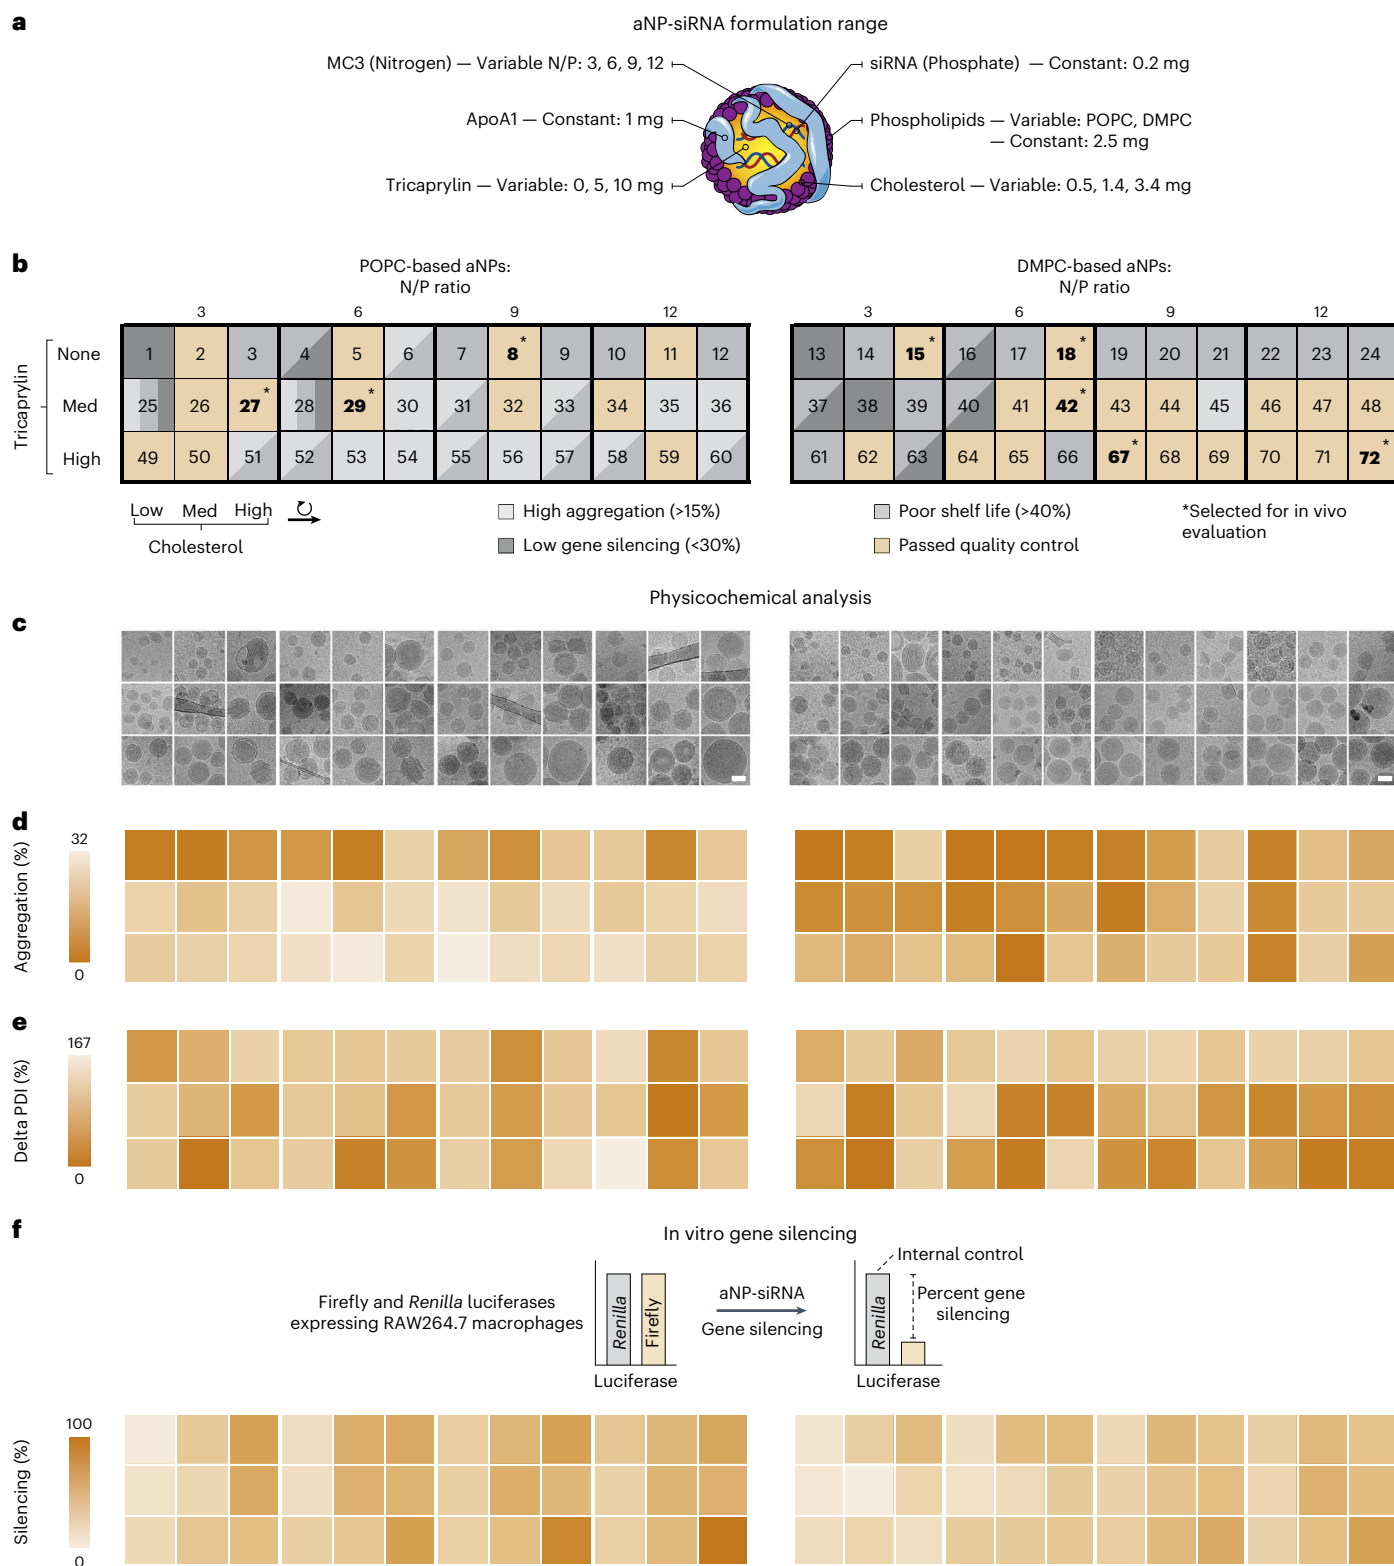 a
aNP-siRNA formulation range
MC3 (Nitrogen) — Variable N/P: 3, 6, 9, 12
siRNA (Phosphate) — Constant: 0.2 mg
ApoA1 — Constant: 1 mg
Phospholipids — Variable: POPC, DMPC
— Constant: 2.5 mg
Tricaprylin — Variable: 0, 5, 10 mg
Cholesterol — Variable: 0.5, 1.4, 3.4 mg
b
POPC-based aNPs:
N/P ratio
DMPC-based aNPs:
N/P ratio
3 6 9 12
3 6 9 12
Tricaprylin
None 1 2 3 4 5 6 7 8* 9 10 11 12 13 14 15* 16 17 18* 19 20 21 22 23 24
Med 25 26 27* 28 29* 30 31 32 33 34 35 36 37 38 39 40 41 42* 43 44 45 46 47 48
High 49 50 51 52 53 54 55 56 57 58 59 60 61 62 63 64 65 66 67* 68 69 70 71 72*
Low Med High
Cholesterol
High aggregation (>15%)
Low gene silencing (<30%)
Poor shelf life (>40%)
Passed quality control
*Selected for in vivo
evaluation
Physicochemical analysis
c
d
Aggregation (%)
32
0
e
Delta PDI (%)
167
0
f
In vitro gene silencing
Firefly and Renilla luciferases
expressing RAW264.7 macrophages
Renilla
Firefly
Luciferase
aNP-siRNA
Gene silencing
Internal control
Renilla
Percent gene
silencing
Luciferase
Silencing (%)
100
0